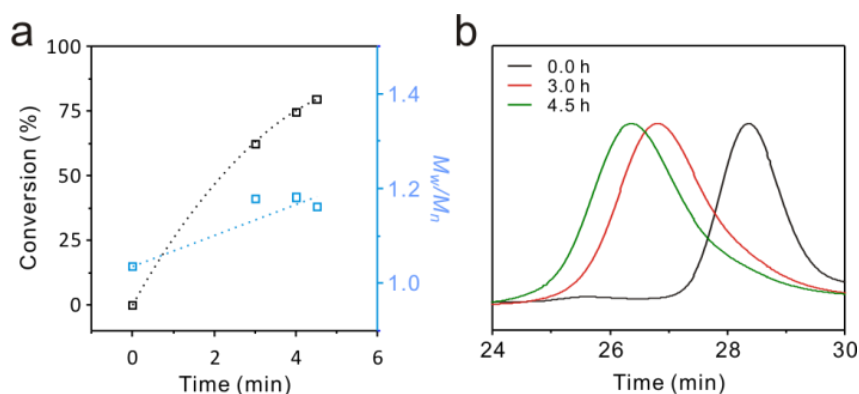 a
100
75
50
25
0
Conversion (%)
0 2 4 6
Time (min)
1.4
1.2
1.0
Mw/Mn
b
0.0 h
3.0 h
4.5 h
24 26 28 30
Time (min)